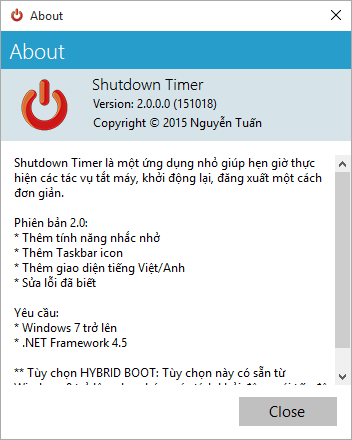 About
About
Shutdown Timer
Version: 2.0.0.0 (151018)
Copyright © 2015 Nguyễn Tuấn
Shutdown Timer là một ứng dụng nhỏ giúp hẹn giờ thực
hiện các tác vụ tắt máy, khởi động lại, đăng xuất một cách
đơn giản.
Phiên bản 2.0:
* Thêm tính năng nhắc nhở
* Thêm Taskbar icon
* Thêm giao diện tiếng Việt/Anh
* Sửa lỗi đã biết
Yêu cầu:
* Windows 7 trở lên
* .NET Framework 4.5
** Tùy chọn HYBRID BOOT: Tùy chọn này có sẵn từ
Close